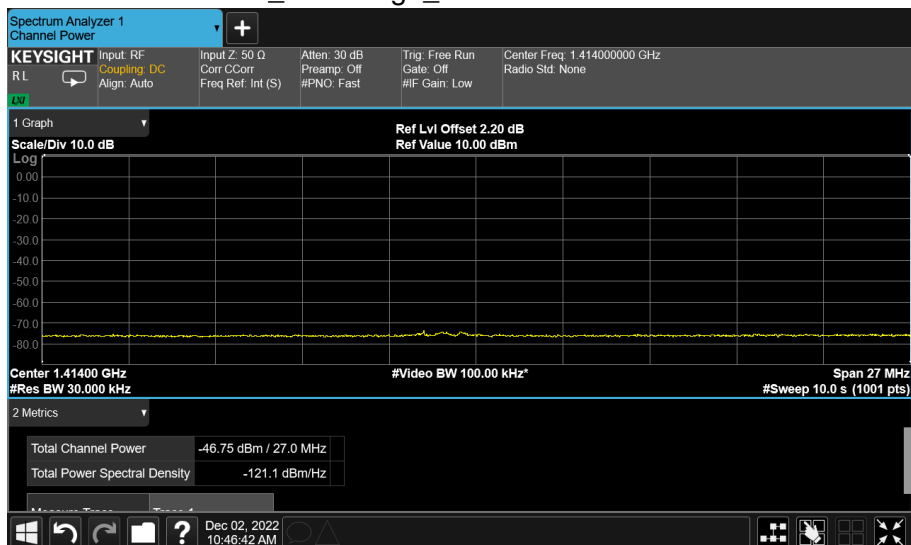 Spectrum Analyzer 1
Channel Power
+
KEYSIGHT
RL
LXI
Input: RF
Coupling: DC
Align: Auto
Input Z: 50 Ω
Corr CCorr
Freq Ref: Int (S)
Atten: 30 dB
Preamp: Off
#PNO: Fast
Trig: Free Run
Gate: Off
#IF Gain: Low
Center Freq: 1.414000000 GHz
Radio Std: None
1 Graph
Scale/Div 10.0 dB
Ref Lvl Offset 2.20 dB
Ref Value 10.00 dBm
Log
0.00
-10.0
-20.0
-30.0
-40.0
-50.0
-60.0
-70.0
-80.0
Center 1.41400 GHz
#Res BW 30.000 kHz
#Video BW 100.00 kHz*
Span 27 MHz
#Sweep 10.0 s (1001 pts)
2 Metrics
Total Channel Power -46.75 dBm / 27.0 MHz
Total Power Spectral Density -121.1 dBm/Hz
?
Dec 02, 2022
10:46:42 AM